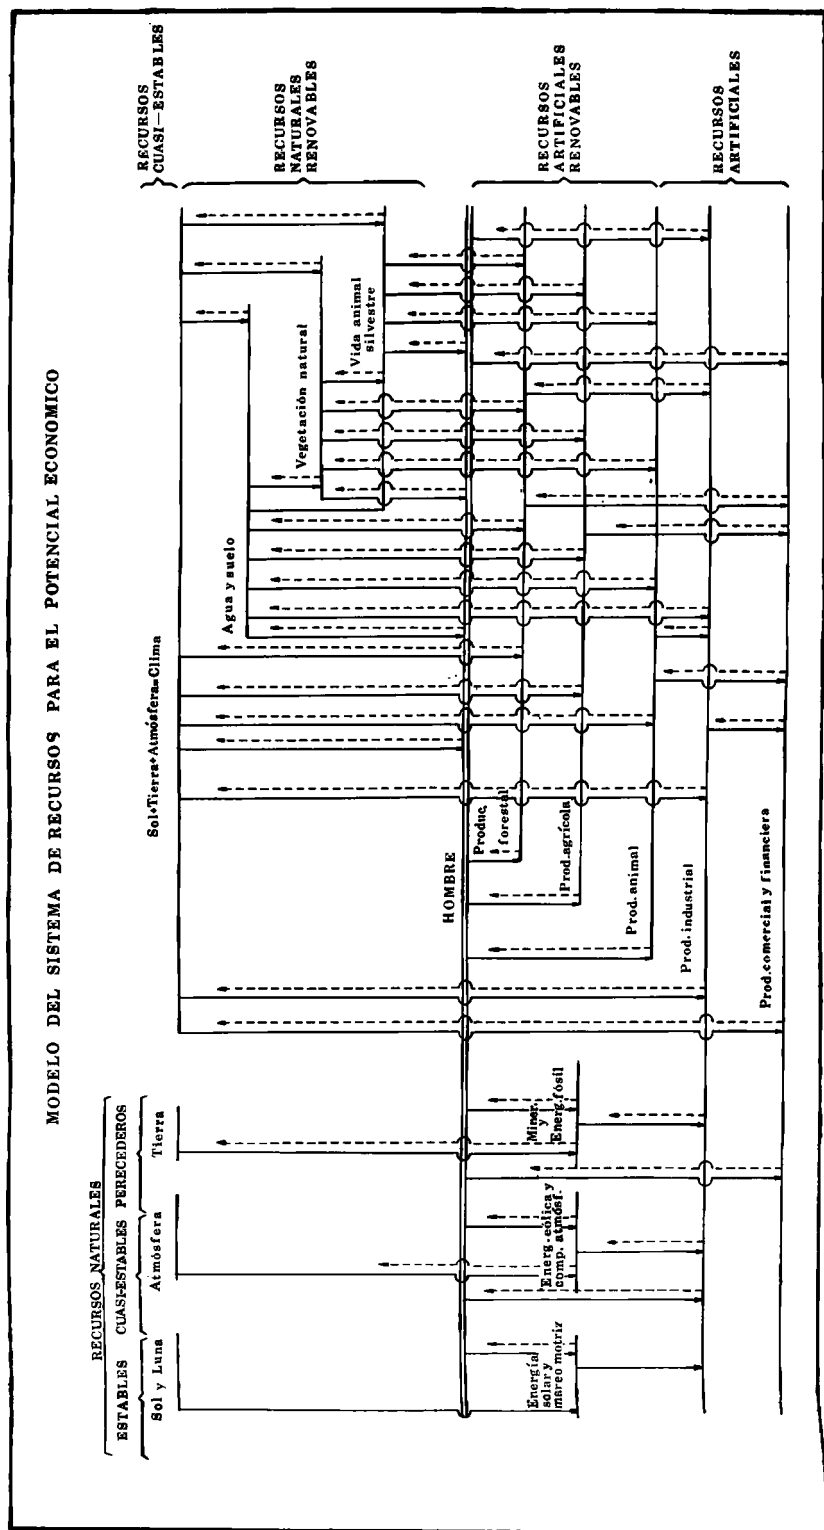 MODELO DEL SISTEMA DE RECURSOS PARA EL POTENCIAL ECONOMICO
RECURSOS NATURALES
ESTABLES
CUASI-ESTABLES
PERECEDEROS
Sol y Luna
Atmósfera
Tierra
Sol+Tierra+Atmósfera=Clima
RECURSOS
CUASI-ESTABLES
Agua y suelo
Vegetación natural
Vida animal
silvestre
RECURSOS
NATURALES
RENOVABLES
HOMBRE
Produc.
forestal
Energía
solar y
mareo motriz
Energ.eólica y
comp. atmósf.
Miner.
y
Energ.fósil
Prod.agrícola
Prod. animal
RECURSOS
ARTIFICIALES
RENOVABLES
Prod. industrial
Prod.comercial y financiera
RECURSOS
ARTIFICIALES